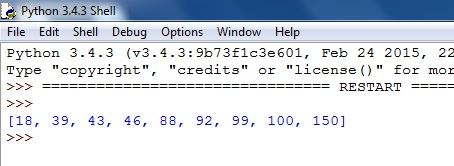 Python 3.4.3 Shell
File Edit Shell Debug Options Window Help
Python 3.4.3 (v3.4.3:9b73f1c3e601, Feb 24 2015, 22
Type "copyright", "credits" or "license()" for mor
>>> ================================ RESTART =====
>>>
[18, 39, 43, 46, 88, 92, 99, 100, 150]
>>>